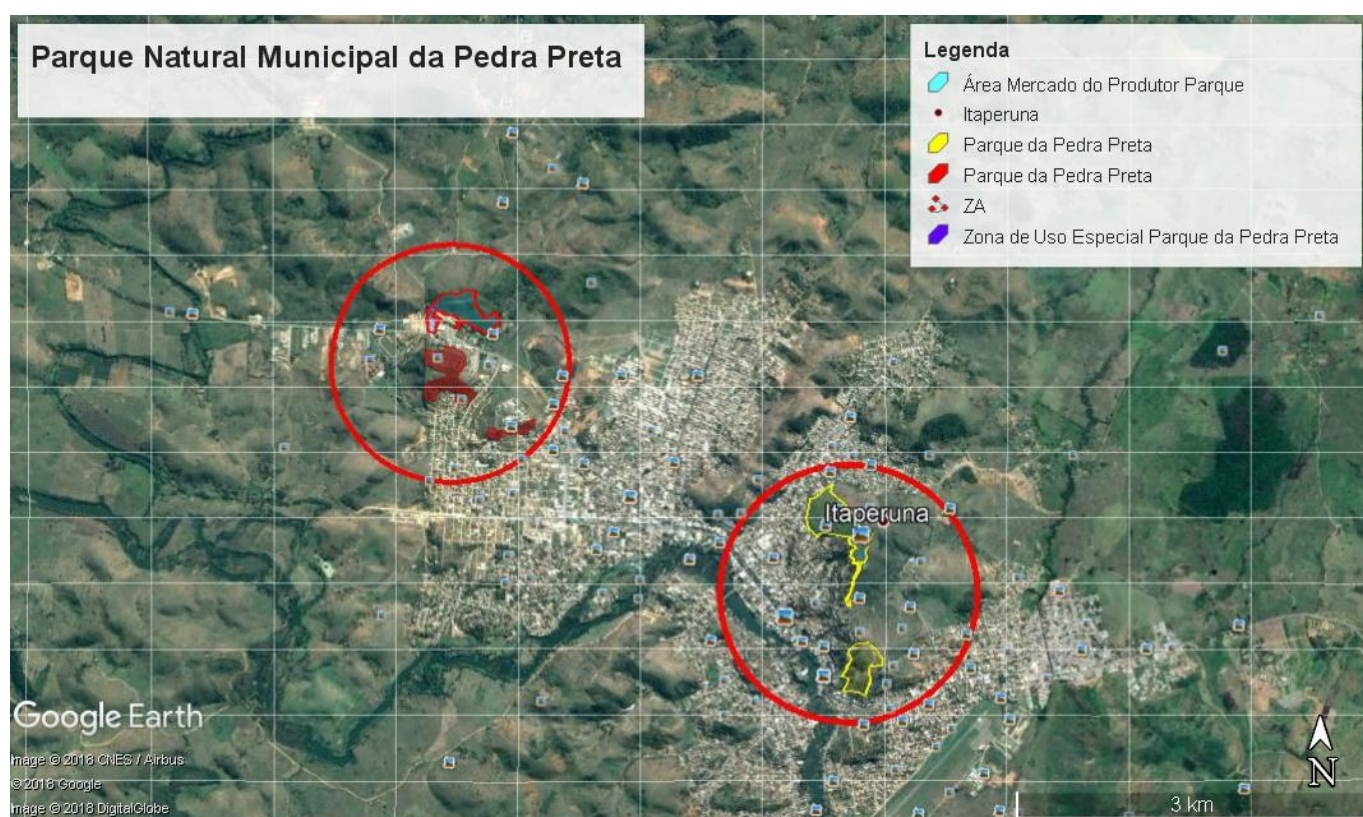 Parque Natural Municipal da Pedra Preta
Legenda
Área Mercado do Produtor Parque
Itaperuna
Parque da Pedra Preta
Parque da Pedra Preta
ZA
Zona de Uso Especial Parque da Pedra Preta
Itaperuna
Google Earth
mage © 2018 CNES / Airbus
© 2018 Google
mage © 2018 DigitalGlobe
N
3 km